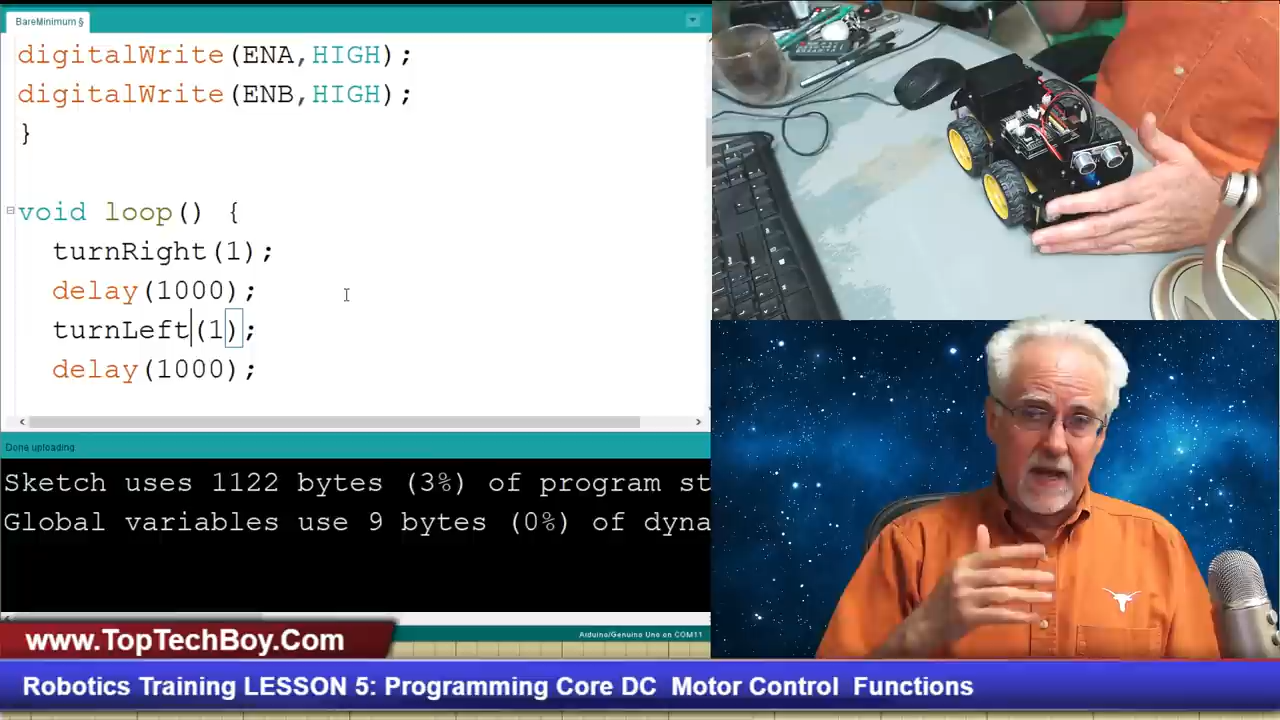 BareMinimum §
digitalWrite(ENA,HIGH);
digitalWrite(ENB,HIGH);
}
void loop() {
turnRight(1);
delay(1000);
turnLeft(1);
delay(1000);
Done uploading
Sketch uses 1122 bytes (3%) of program st
Global variables use 9 bytes (0%) of dyna
Arduino/Genuino Uno on COM11
www.TopTechBoy.Com
Robotics Training LESSON 5: Programming Core DC Motor Control Functions